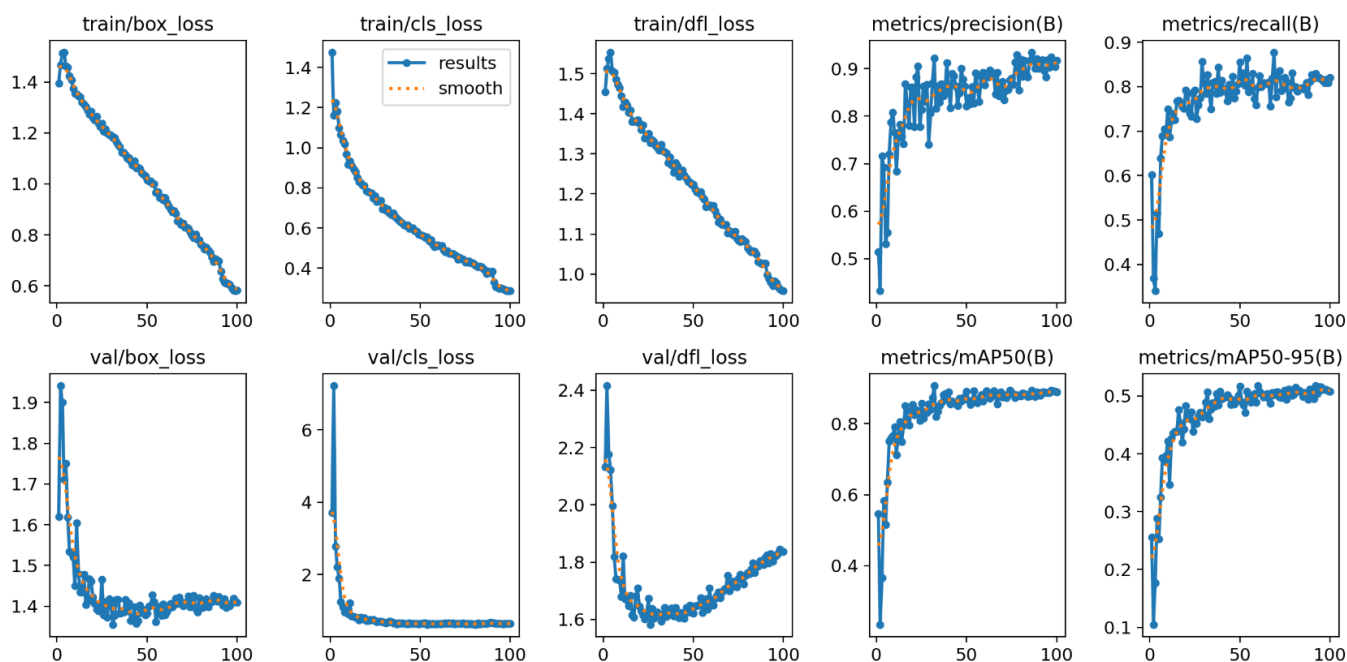 train/box_loss
train/cls_loss
train/dfl_loss
metrics/precision(B)
metrics/recall(B)
results
smooth
1.4
1.2
1.0
0.8
0.6
0 50 100
1.4
1.2
1.0
0.8
0.6
0.4
0 50 100
1.5
1.4
1.3
1.2
1.1
1.0
0 50 100
0.9
0.8
0.7
0.6
0.5
0 50 100
0.9
0.8
0.7
0.6
0.5
0.4
0 50 100
val/box_loss
val/cls_loss
val/dfl_loss
metrics/mAP50(B)
metrics/mAP50-95(B)
1.9
1.8
1.7
1.6
1.5
1.4
0 50 100
6
4
2
0 50 100
2.4
2.2
2.0
1.8
1.6
0 50 100
0.8
0.6
0.4
0 50 100
0.5
0.4
0.3
0.2
0.1
0 50 100